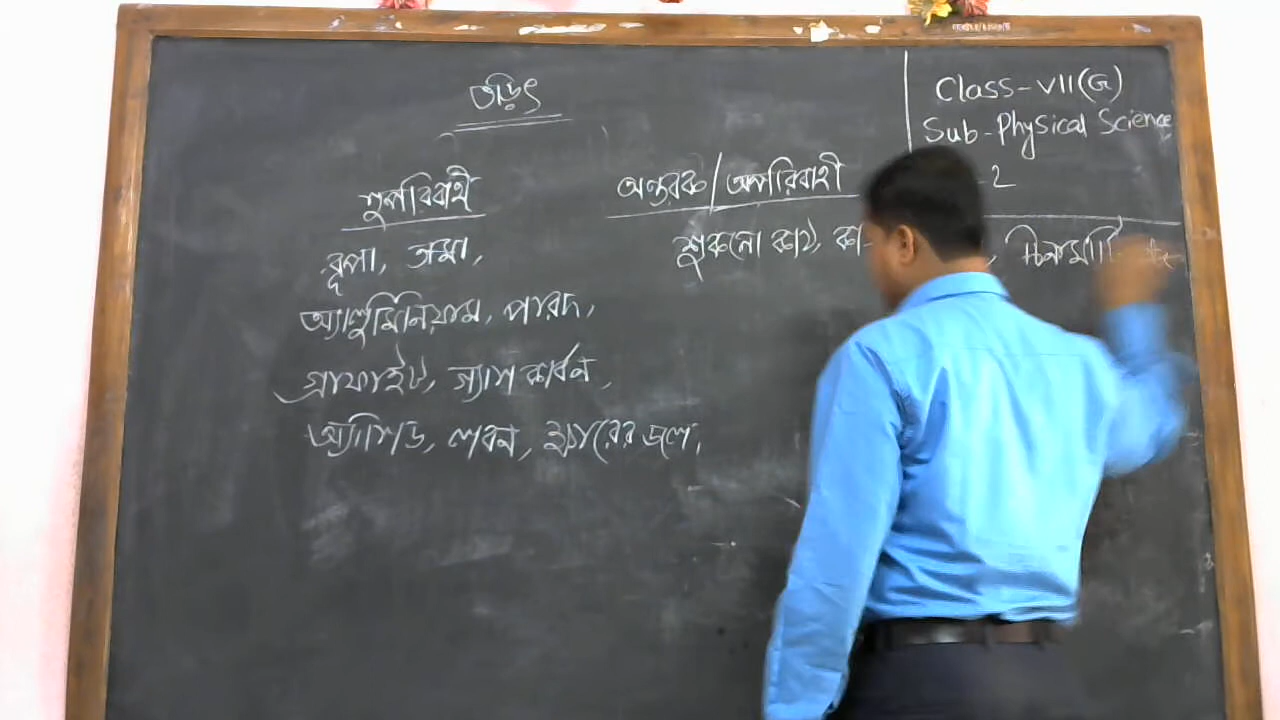 তড়িৎ
Class-VII(G)
Sub-Physical Science
-2
সুপরিবাহী
অন্তরক/অপরিবাহী
রূপা, তামা,
শুকনো কাঠ, কা , চিনামাটি
অ্যালুমিনিয়াম, পারদ,
গ্রাফাইট, গ্যাস কার্বন,
অ্যাসিড, লবন, ক্ষারের জলে,